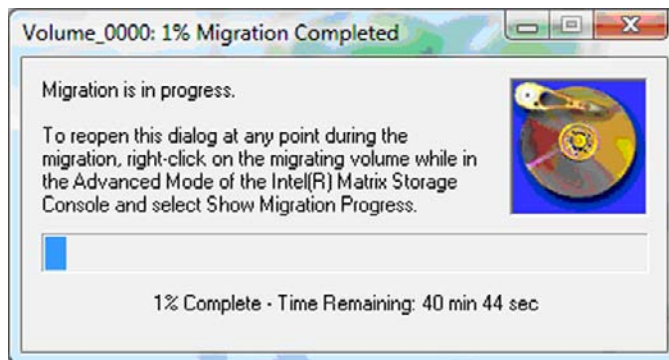 Volume_0000: 1% Migration Completed
Migration is in progress.
To reopen this dialog at any point during the
migration, right-click on the migrating volume while in
the Advanced Mode of the Intel(R) Matrix Storage
Console and select Show Migration Progress.
1% Complete - Time Remaining: 40 min 44 sec